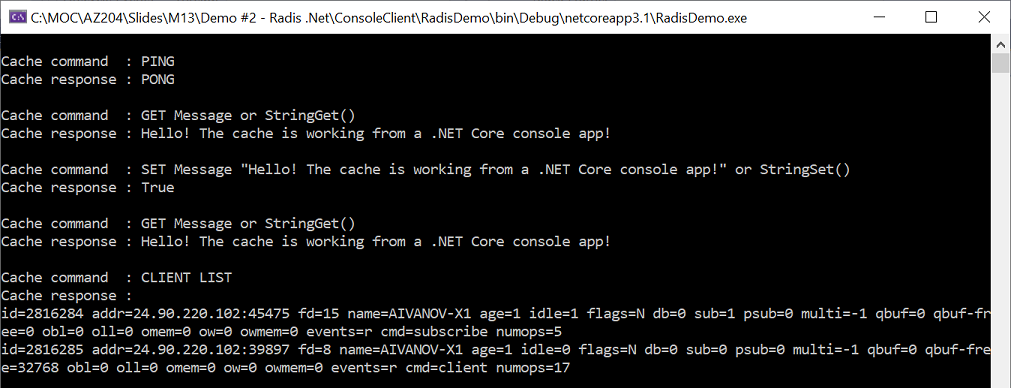 C:\MOC\AZ204\Slides\M13\Demo #2 - Radis .Net\ConsoleClient\RadisDemo\bin\Debug\netcoreapp3.1\RadisDemo.exe
Cache command  : PING
Cache response : PONG
Cache command  : GET Message or StringGet()
Cache response : Hello! The cache is working from a .NET Core console app!
Cache command  : SET Message "Hello! The cache is working from a .NET Core console app!" or StringSet()
Cache response : True
Cache command  : GET Message or StringGet()
Cache response : Hello! The cache is working from a .NET Core console app!
Cache command  : CLIENT LIST
Cache response :
id=2816284 addr=24.90.220.102:45475 fd=15 name=AIVANOV-X1 age=1 idle=1 flags=N db=0 sub=1 psub=0 multi=-1 qbuf=0 qbuf-fr
ee=0 obl=0 oll=0 omem=0 ow=0 owmem=0 events=r cmd=subscribe numops=5
id=2816285 addr=24.90.220.102:39897 fd=8 name=AIVANOV-X1 age=1 idle=0 flags=N db=0 sub=0 psub=0 multi=-1 qbuf=0 qbuf-fre
e=32768 obl=0 oll=0 omem=0 ow=0 owmem=0 events=r cmd=client numops=17